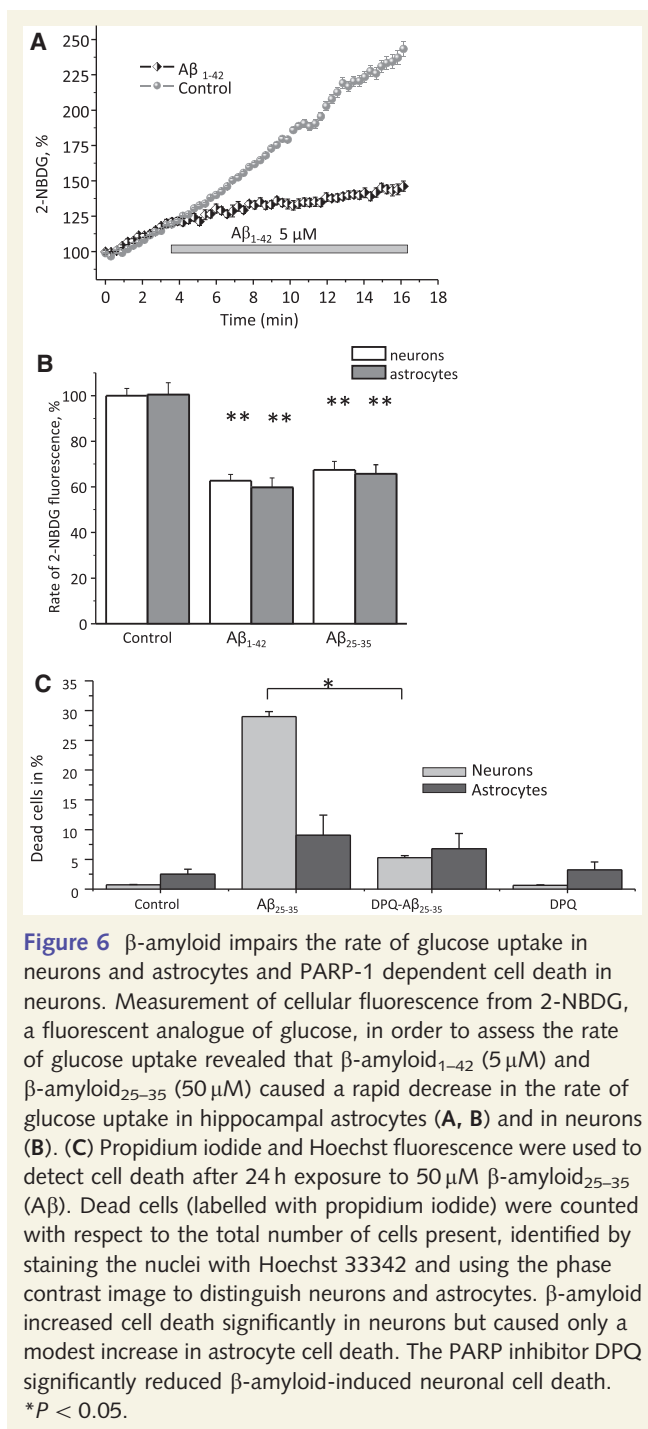 A
250
225
200
175
150
125
100
2-NBDG, %
Aβ 1-42
Control
Aβ1-42 5 µM
0 2 4 6 8 10 12 14 16 18
Time (min)
B
neurons
astrocytes
100
80
60
40
20
0
Rate of 2-NBDG fluorescence, %
** ** ** **
Control Aβ1-42 Aβ25-35
C
35
30
25
20
15
10
5
0
Dead cells in %
*
Neurons
Astrocytes
Control Aβ25-35 DPQ-Aβ25-35 DPQ
Figure 6 β-amyloid impairs the rate of glucose uptake in
neurons and astrocytes and PARP-1 dependent cell death in
neurons. Measurement of cellular fluorescence from 2-NBDG,
a fluorescent analogue of glucose, in order to assess the rate
of glucose uptake revealed that β-amyloid1–42 (5 µM) and
β-amyloid25–35 (50 µM) caused a rapid decrease in the rate of
glucose uptake in hippocampal astrocytes (A, B) and in neurons
(B). (C) Propidium iodide and Hoechst fluorescence were used to
detect cell death after 24 h exposure to 50 µM β-amyloid25–35
(Aβ). Dead cells (labelled with propidium iodide) were counted
with respect to the total number of cells present, identified by
staining the nuclei with Hoechst 33342 and using the phase
contrast image to distinguish neurons and astrocytes. β-amyloid
increased cell death significantly in neurons but caused only a
modest increase in astrocyte cell death. The PARP inhibitor DPQ
significantly reduced β-amyloid-induced neuronal cell death.
*P < 0.05.